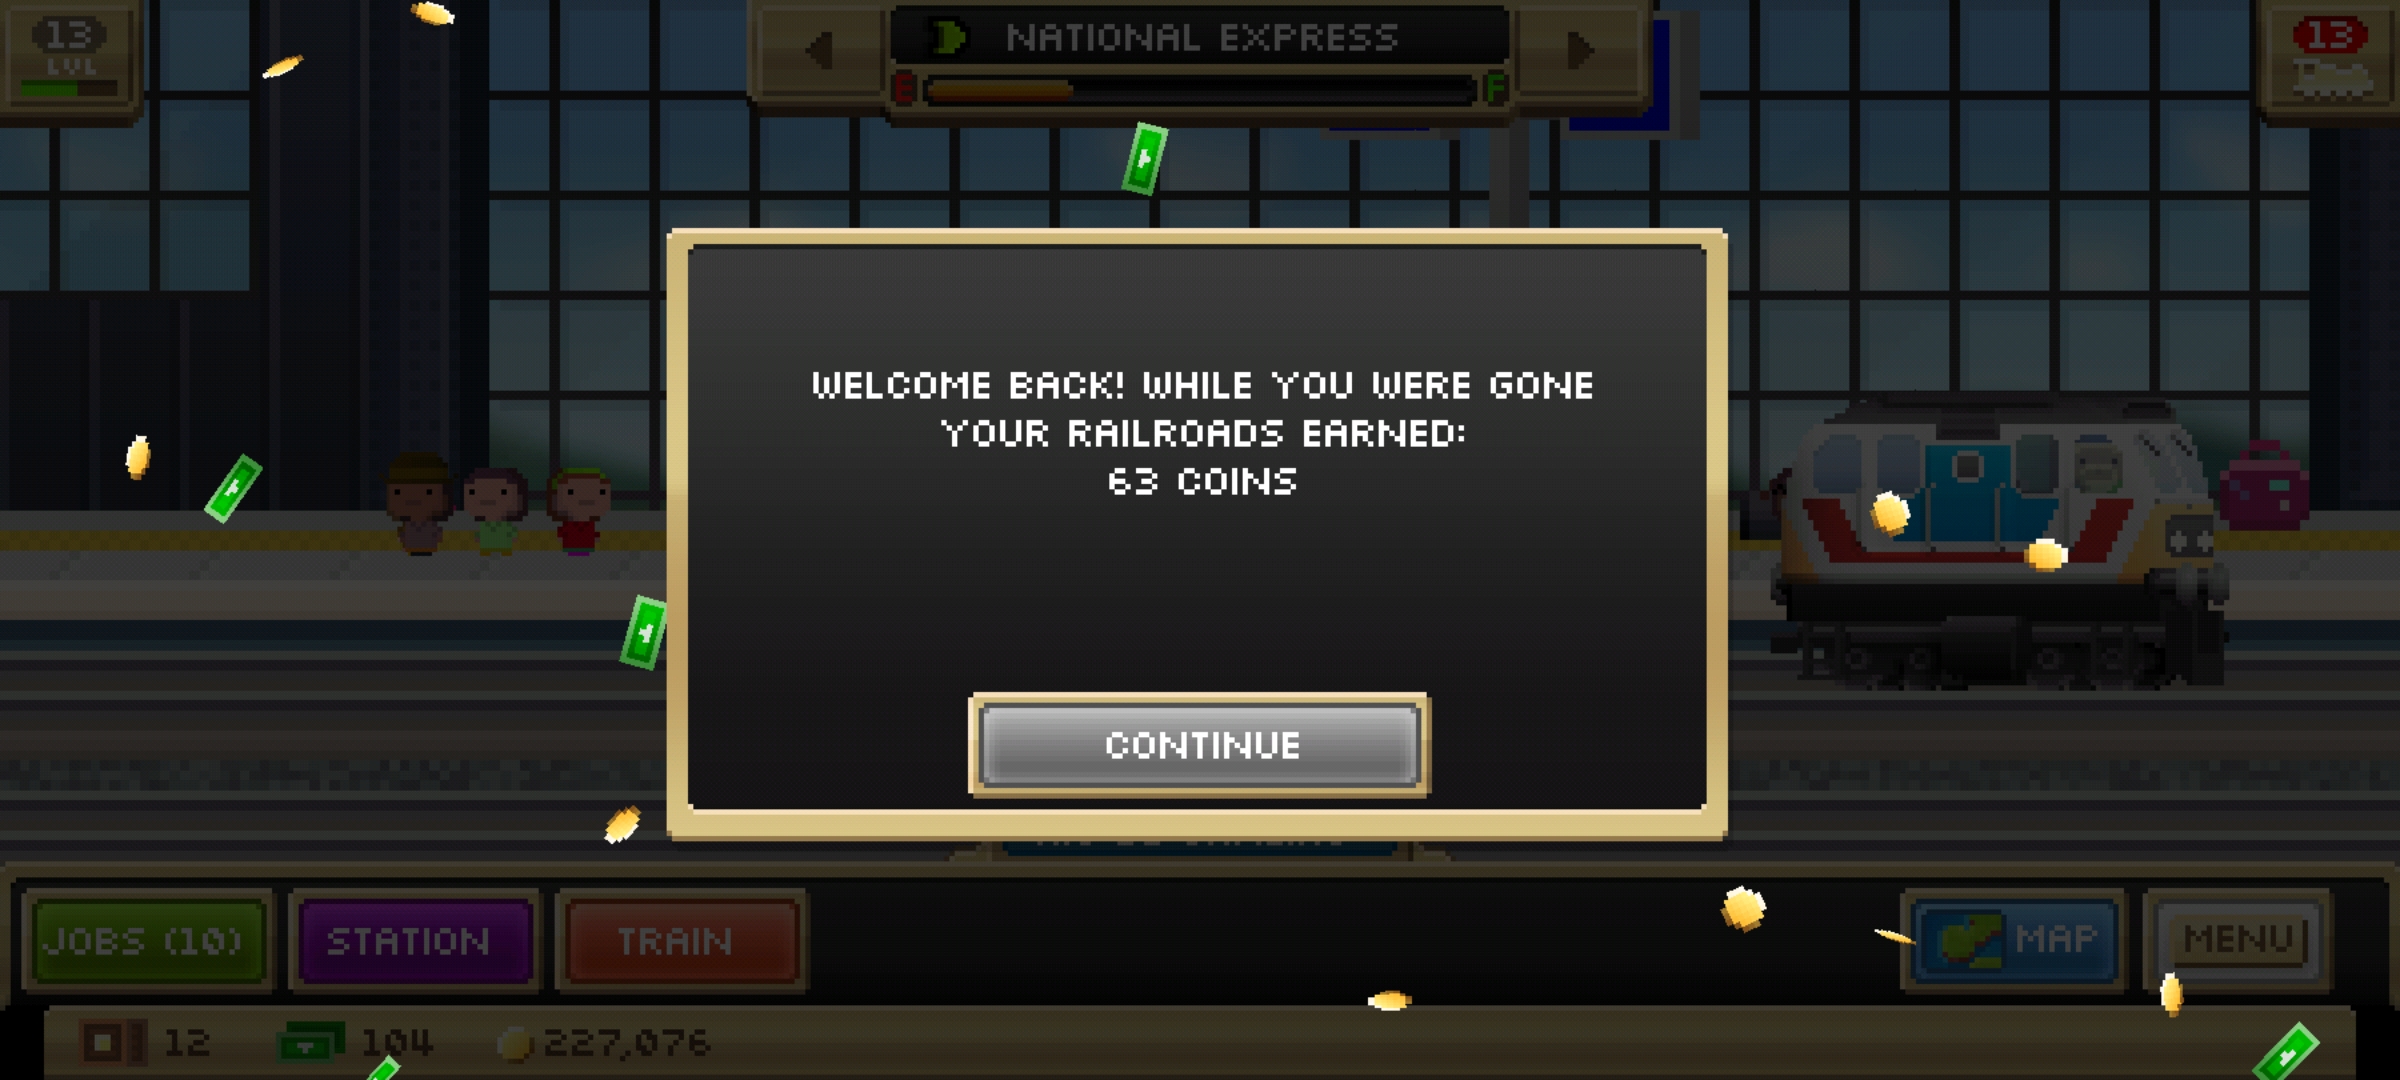 13
LVL
NATIONAL EXPRESS
E
F
13
WELCOME BACK! WHILE YOU WERE GONE
YOUR RAILROADS EARNED:
63 COINS
CONTINUE
JOBS (10)
STATION
TRAIN
MAP
MENU
12
104
227,076